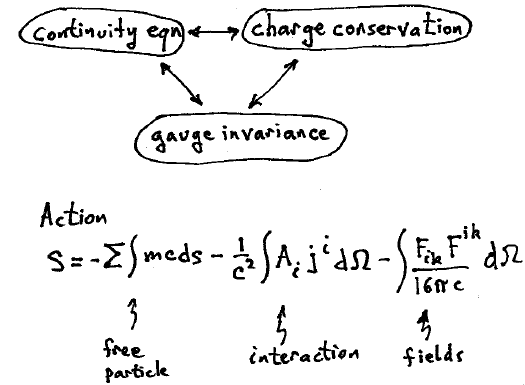 continuity eqn ↔ charge conservation
gauge invariance
Action
S = -Σ∫mcds - 1/c² ∫A_i j^i dΩ - ∫ F_ik F^ik / 16πc dΩ
free particle
interaction
fields